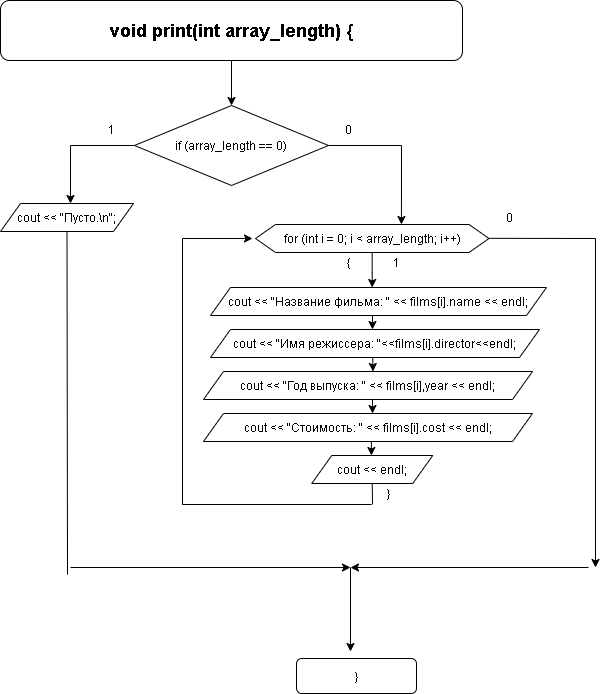 void print(int array_length) {
1
0
if (array_length == 0)
cout << "Пусто.\n";
0
for (int i = 0; i < array_length; i++)
{
1
cout << "Название фильма: " << films[i].name << endl;
cout << "Имя режиссера: "<<films[i].director<<endl;
cout << "Год выпуска: " << films[i],year << endl;
cout << "Стоимость: " << films[i].cost << endl;
cout << endl;
}
}